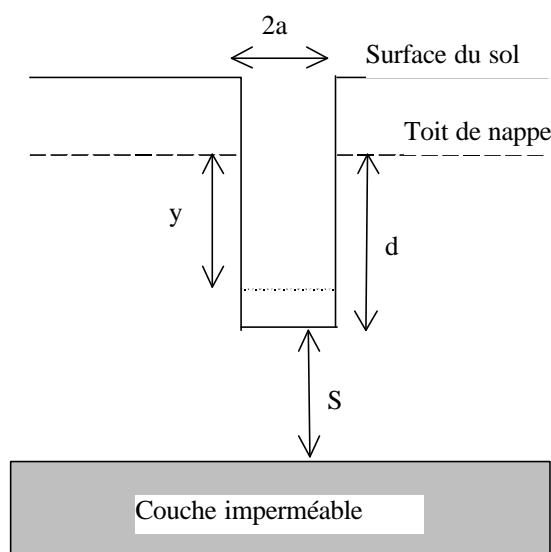 2a
Surface du sol
Toit de nappe
y
d
S
Couche imperméable